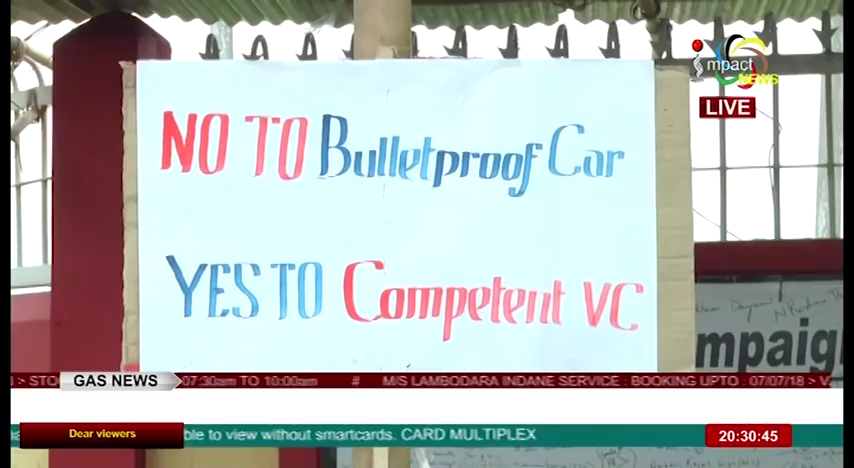 mpact
NEWS
LIVE
NO TO Bulletproof Car
YES TO Competent VC
mpaig
> STO
GAS NEWS
07:30am TO 10:00am # M/S LAMBODARA INDANE SERVICE : BOOKING UPTO : 07/07/18 > V
Dear viewers
ble to view without smartcards. CARD MULTIPLEX
20:30:45